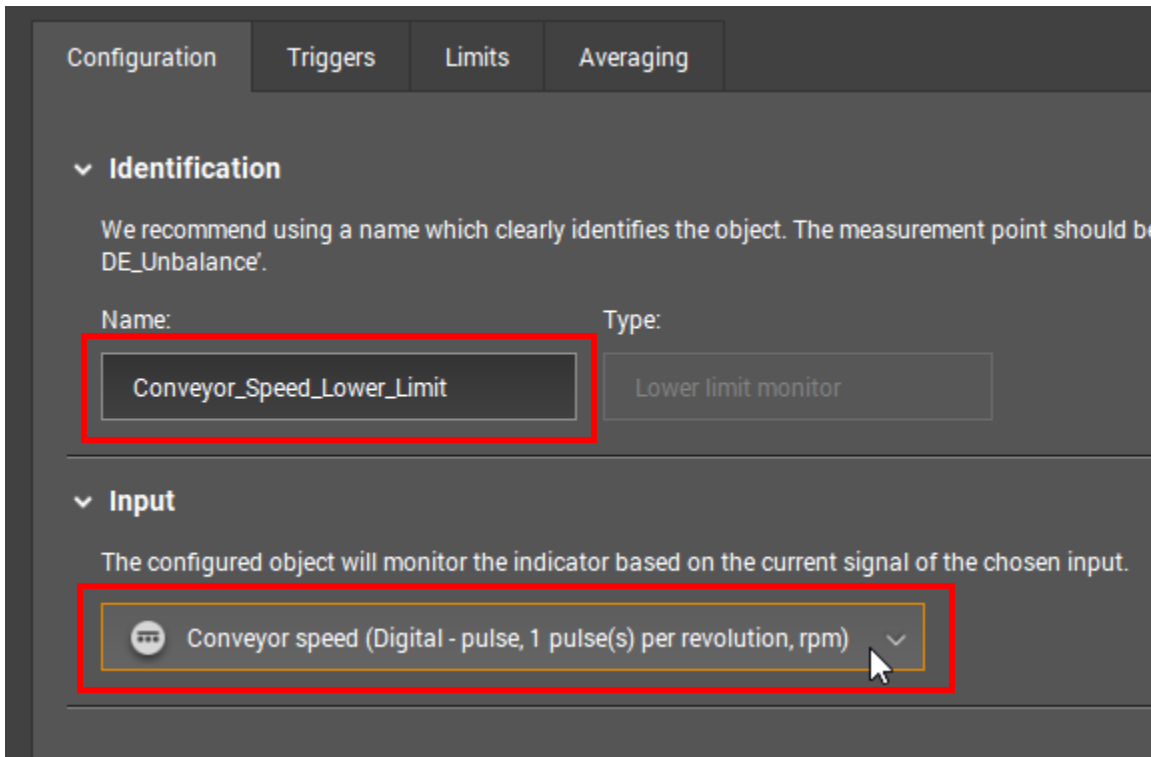 Configuration Triggers Limits Averaging
Identification
We recommend using a name which clearly identifies the object. The measurement point should be
DE_Unbalance'.
Name: Type:
Conveyor_Speed_Lower_Limit Lower limit monitor
Input
The configured object will monitor the indicator based on the current signal of the chosen input.
Conveyor speed (Digital - pulse, 1 pulse(s) per revolution, rpm)